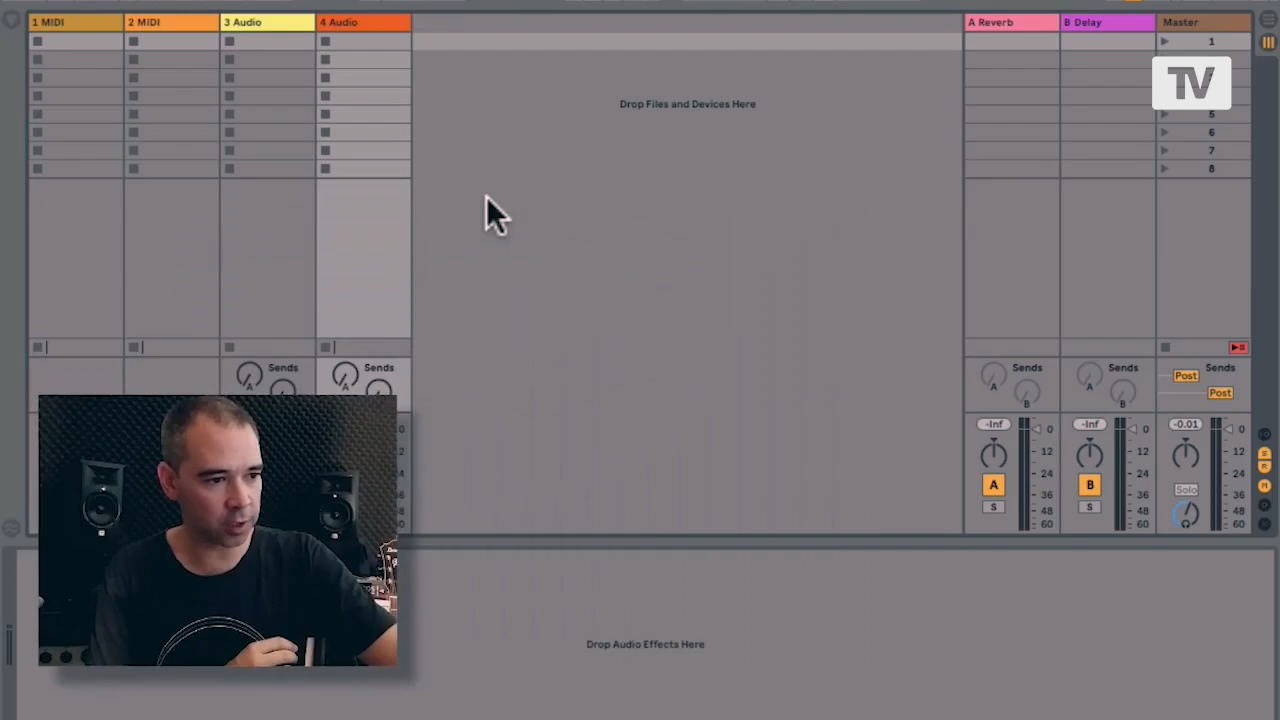 1 MIDI
2 MIDI
3 Audio
4 Audio
A Reverb
B Delay
Master
1
TV
Drop Files and Devices Here
5
6
7
8
Sends
A
Sends
A
Sends
A
B
Sends
A
B
Sends
Post
Post
-Inf
0
12
24
36
48
60
A
S
-Inf
0
12
24
36
48
60
B
S
-0.01
0
12
24
36
48
60
Solo
S
R
M
Drop Audio Effects Here